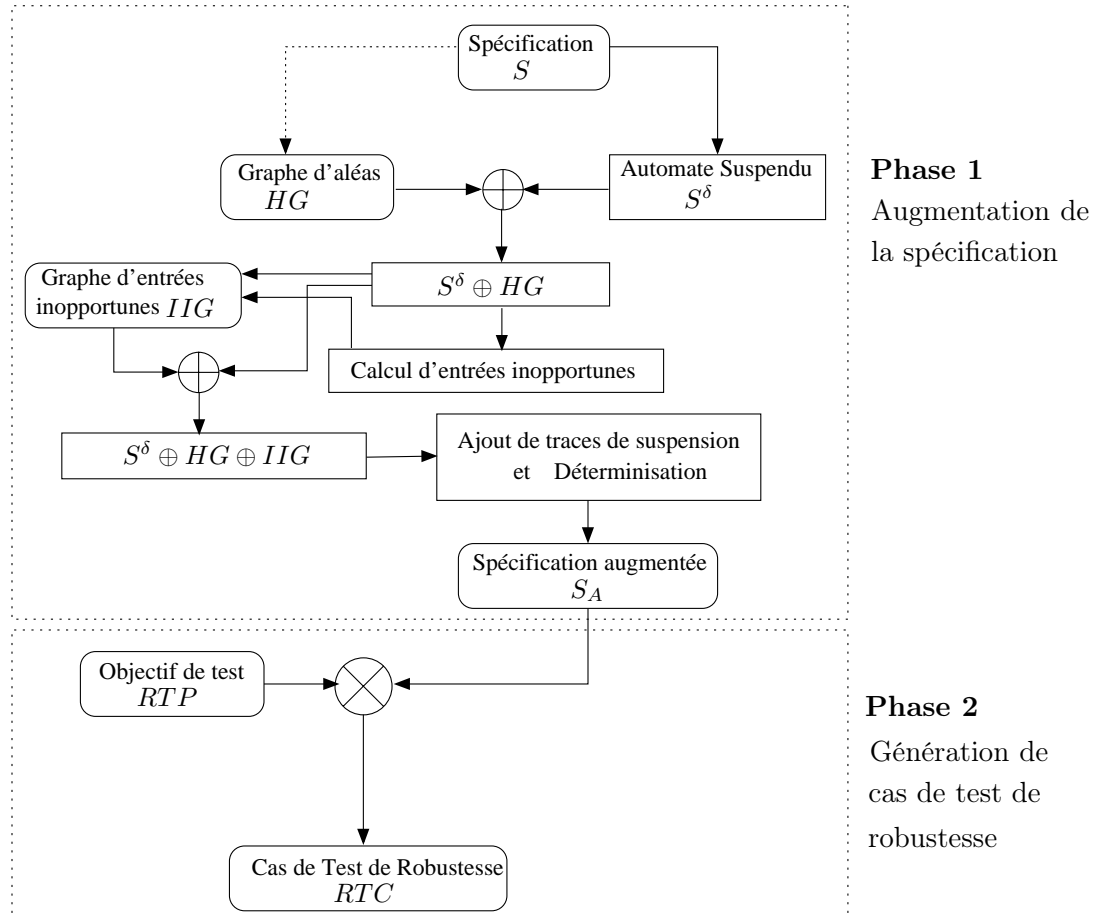 Spécification
S
Graphe d'aléas
HG
Automate Suspendu
S^δ
Phase 1
Augmentation de
la spécification
Graphe d'entrées
inopportunes IIG
S^δ ⊕ HG
Calcul d'entrées inopportunes
S^δ ⊕ HG ⊕ IIG
Ajout de traces de suspension
et Déterminisation
Spécification augmentée
S_A
Objectif de test
RTP
Phase 2
Génération de
cas de test de
robustesse
Cas de Test de Robustesse
RTC